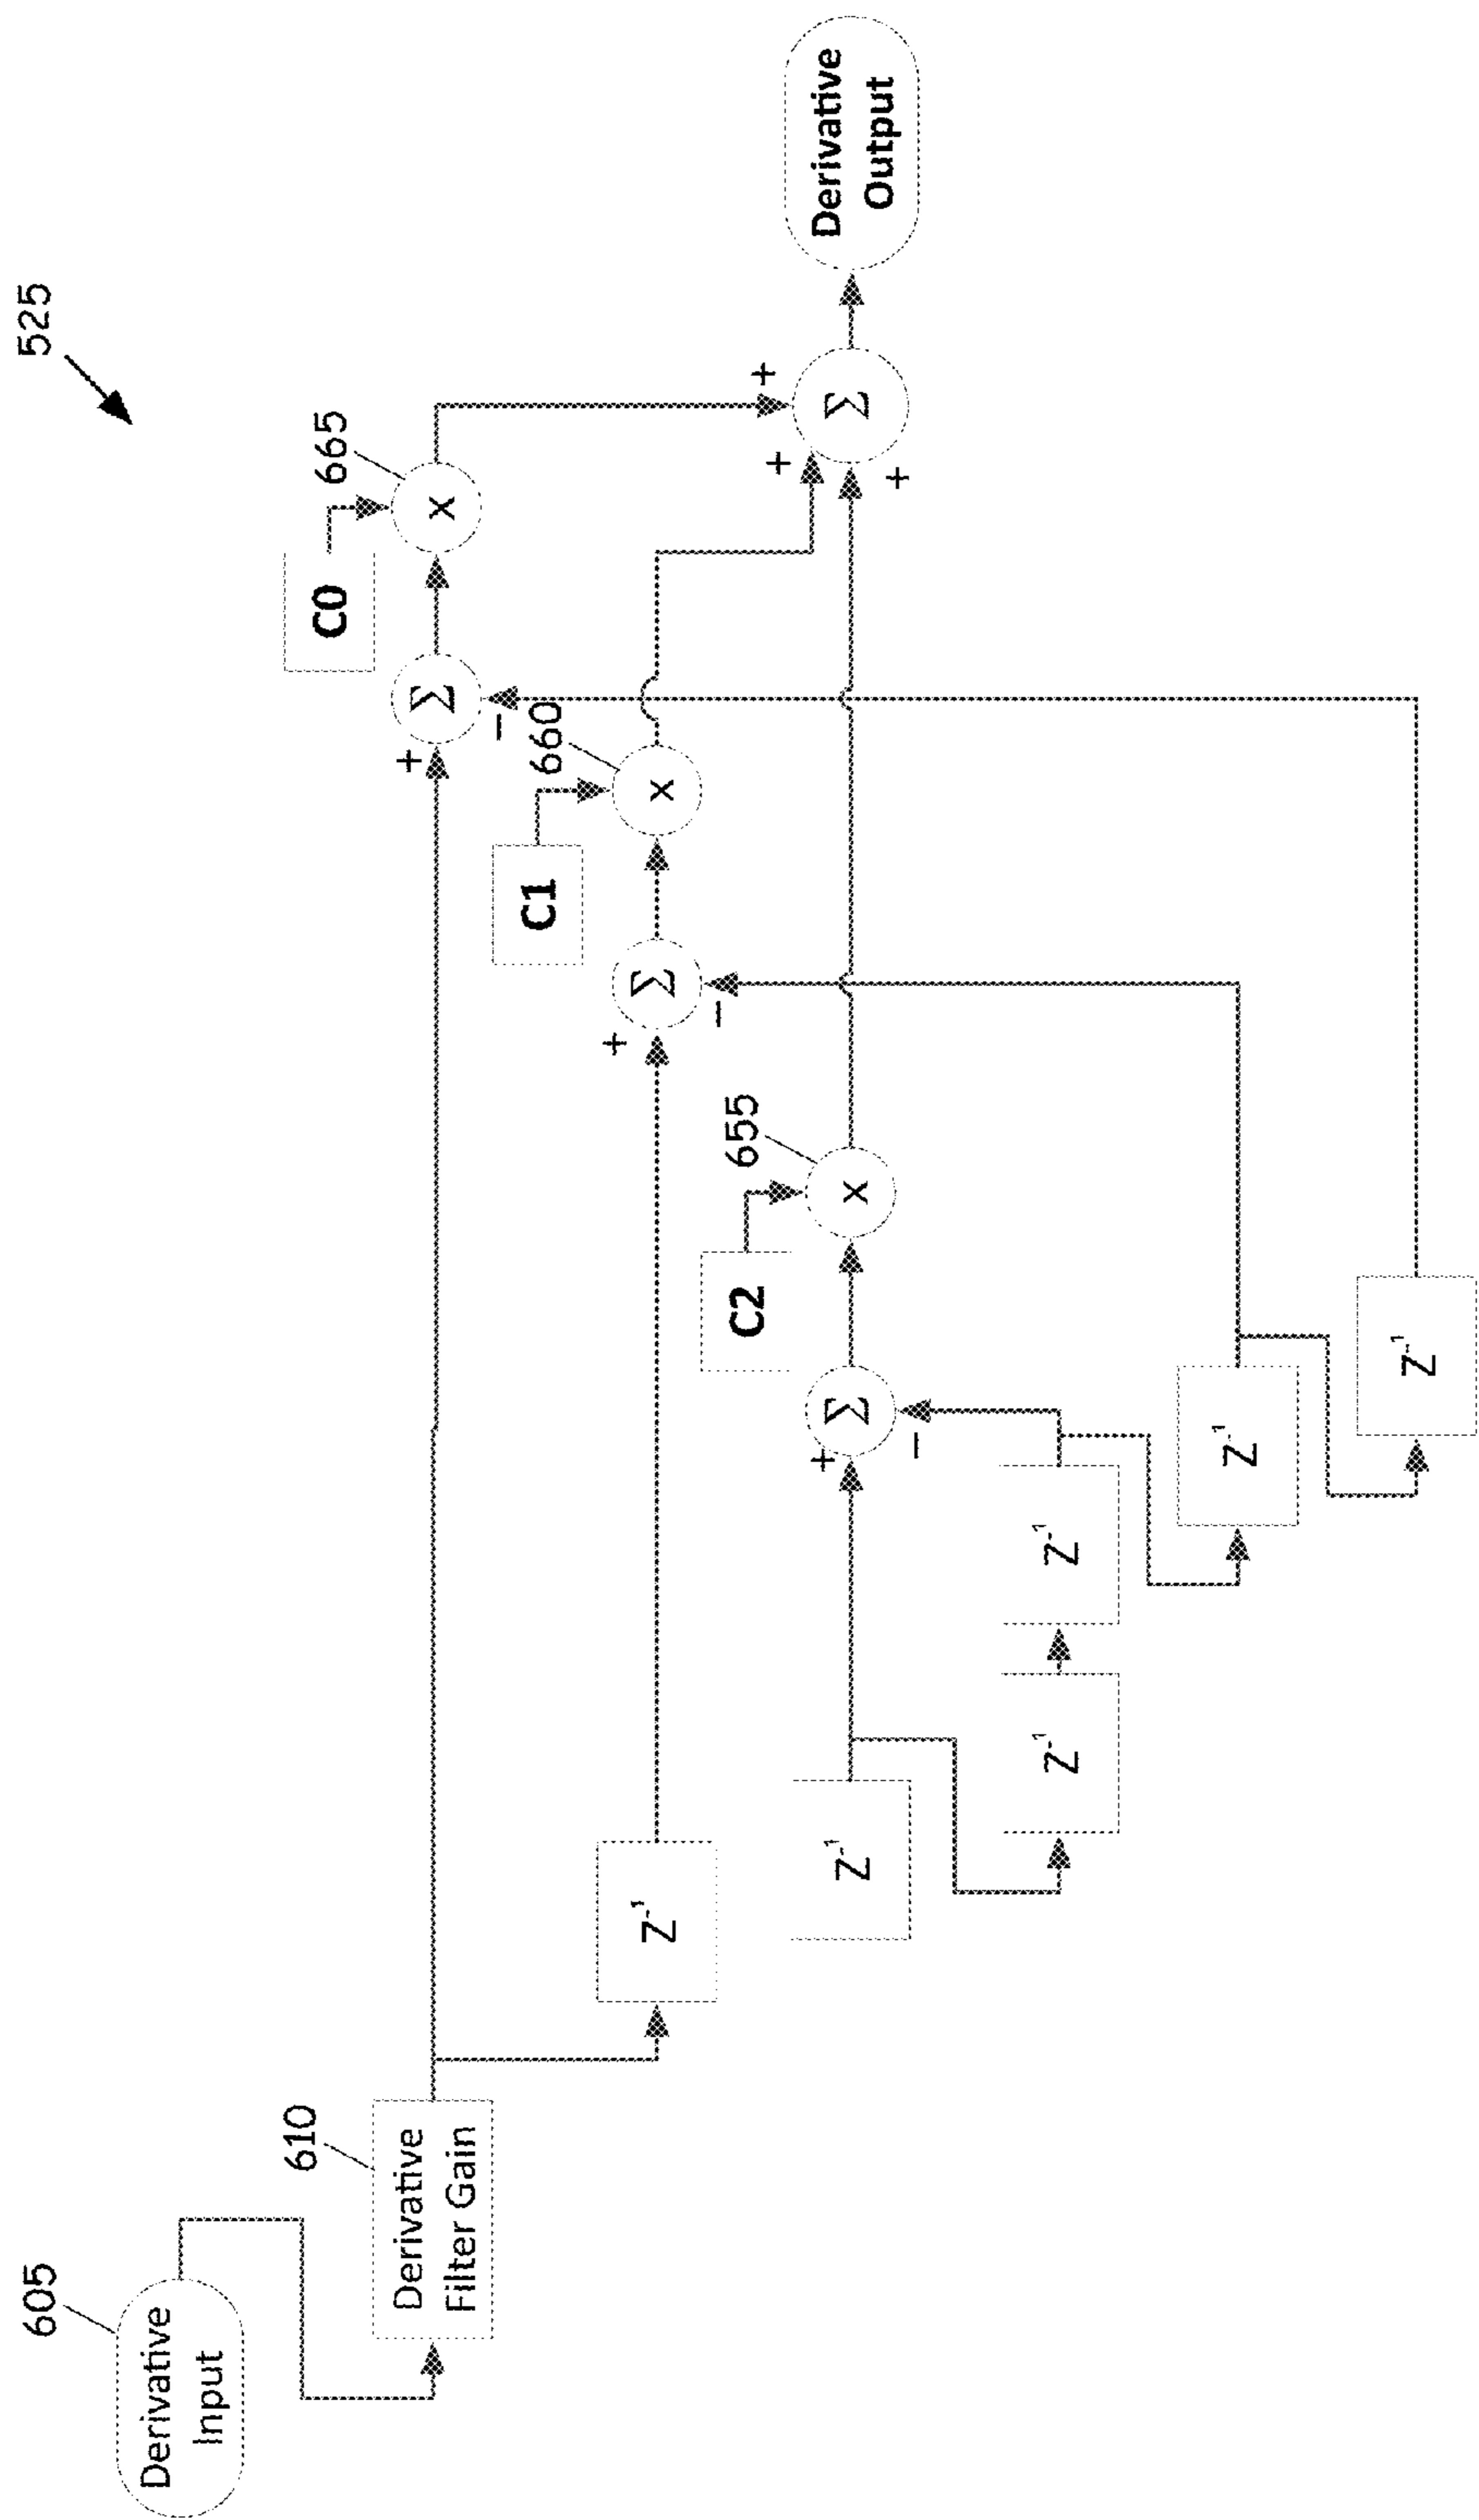 525
605
Derivative
Input
610
Derivative
Filter Gain
Z⁻¹
Z⁻¹
Z⁻¹
Z⁻¹
Z⁻¹
Z⁻¹
+
−
Σ
C2
655
x
+
−
Σ
C1
660
x
+
−
Σ
C0
665
x
+
+
+
Σ
Derivative
Output